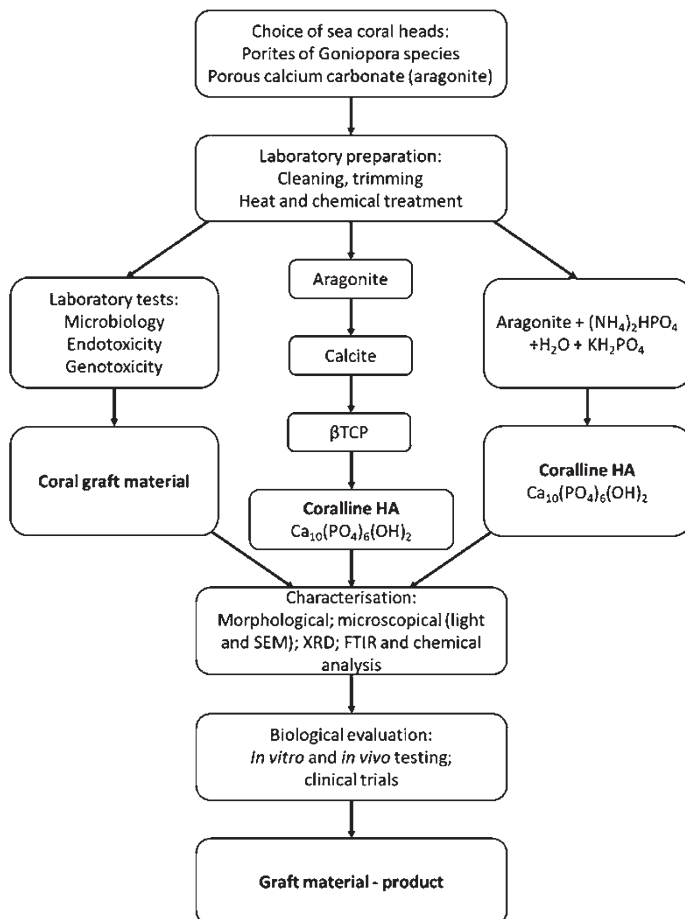 Choice of sea coral heads:
Porites of Goniopora species
Porous calcium carbonate (aragonite)
Laboratory preparation:
Cleaning, trimming
Heat and chemical treatment
Laboratory tests:
Microbiology
Endotoxicity
Genotoxicity
Coral graft material
Aragonite
Calcite
βTCP
Coralline HA
Ca₁₀(PO₄)₆(OH)₂
Aragonite + (NH₄)₂HPO₄
+H₂O + KH₂PO₄
Coralline HA
Ca₁₀(PO₄)₆(OH)₂
Characterisation:
Morphological; microscopical (light
and SEM); XRD; FTIR and chemical
analysis
Biological evaluation:
In vitro and in vivo testing;
clinical trials
Graft material - product